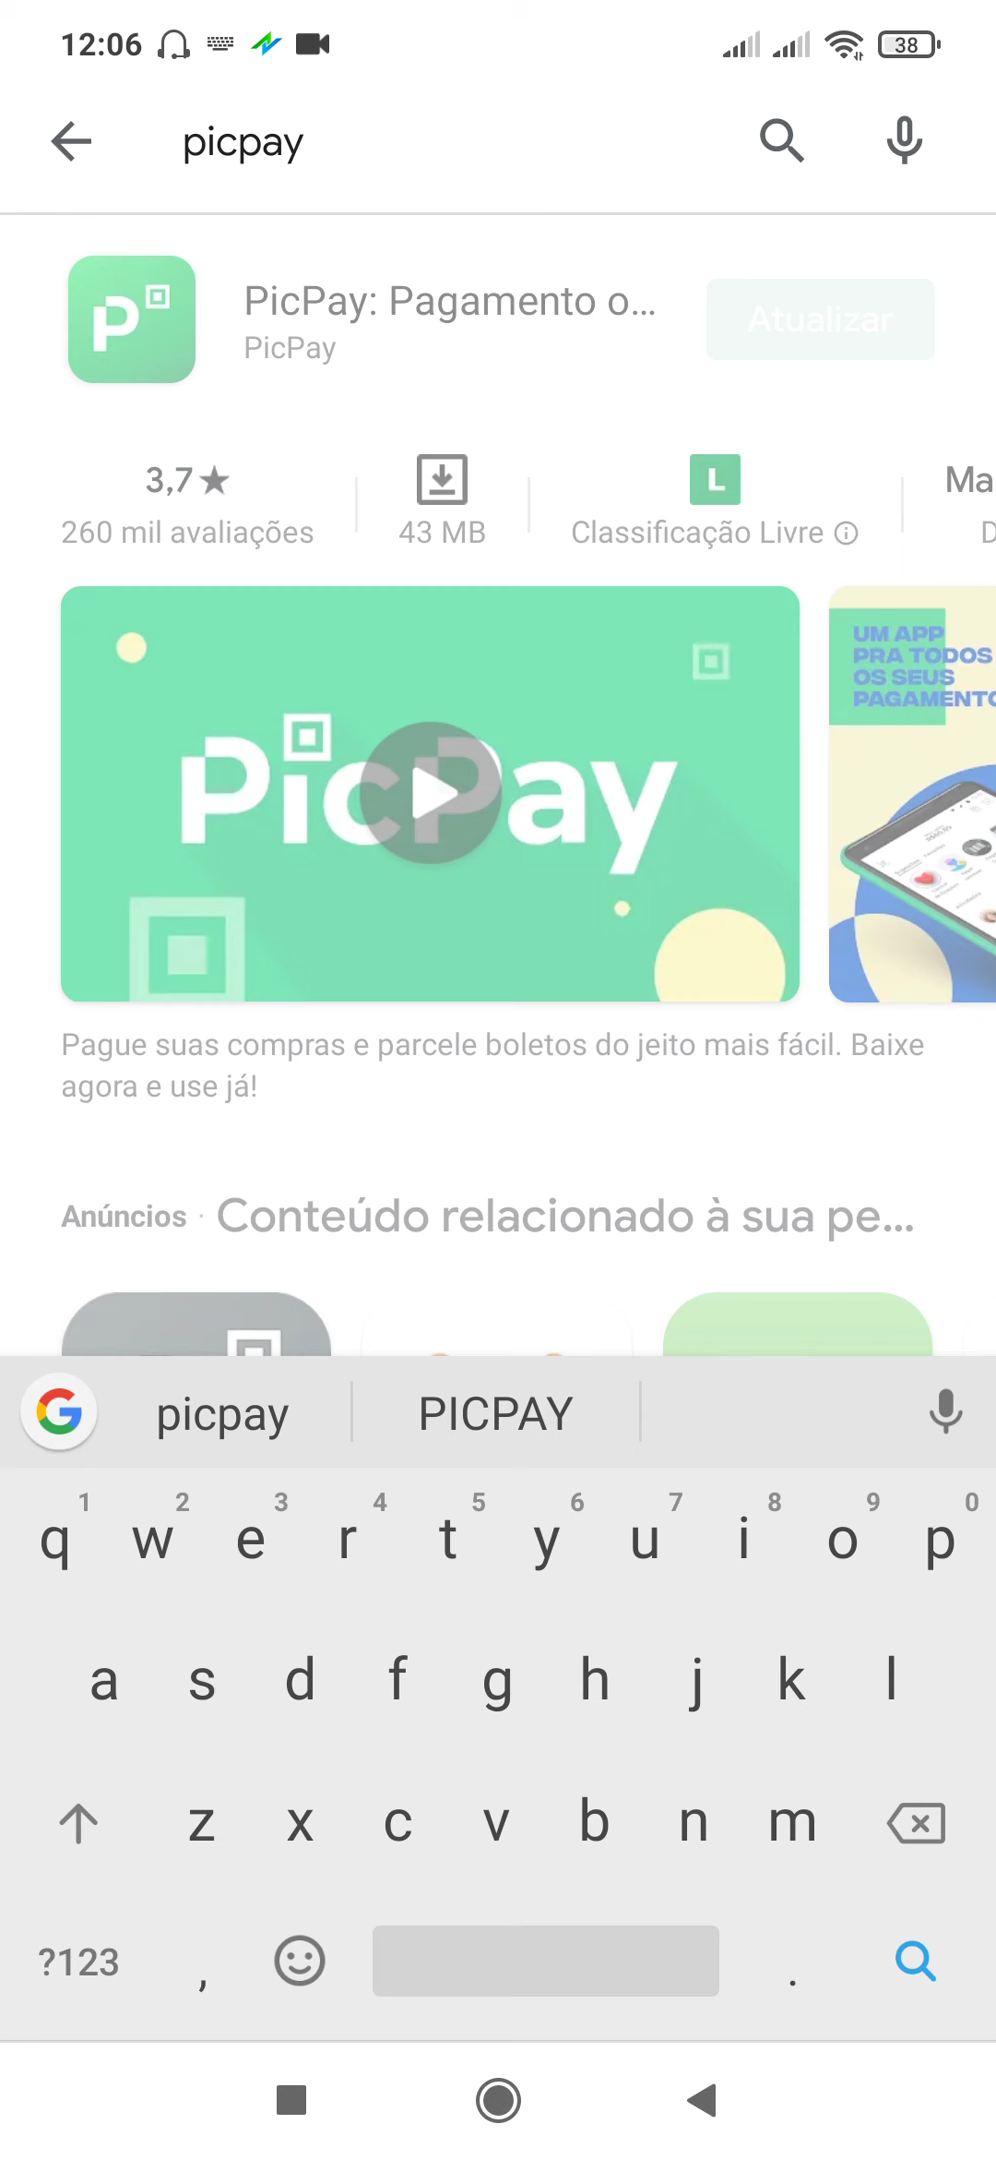 12:06
38
picpay
PicPay: Pagamento o...
PicPay
Atualizar
3,7★
260 mil avaliações
43 MB
L
Classificação Livre
Ma
D
PicPay
UM APP
PRA TODOS
OS SEUS
PAGAMENTO
Pague suas compras e parcele boletos do jeito mais fácil. Baixe
agora e use já!
Anúncios · Conteúdo relacionado à sua pe...
picpay PICPAY
1 2 3 4 5 6 7 8 9 0
q w e r t y u i o p
a s d f g h j k l
z x c v b n m
?123 , .